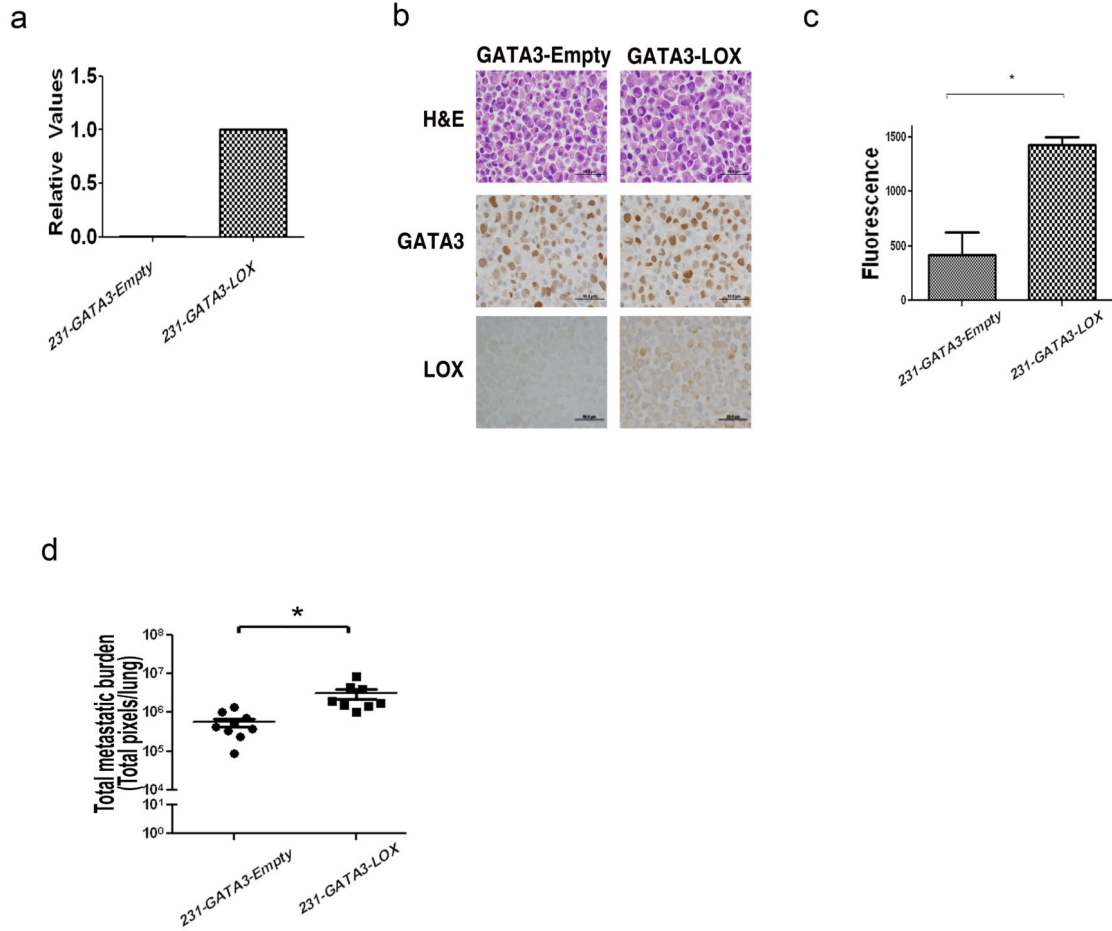 a
Relative Values
1.5
1.0
0.5
0.0
231-GATA3-Empty
231-GATA3-LOX
b
GATA3-Empty GATA3-LOX
H&E
GATA3
LOX
c
*
Fluorescence
1500
1000
500
0
231-GATA3-Empty
231-GATA3-LOX
d
*
Total metastatic burden
(Total pixels/lung)
10⁸
10⁷
10⁶
10⁵
10⁴
10¹
10⁰
231-GATA3-Empty
231-GATA3-LOX